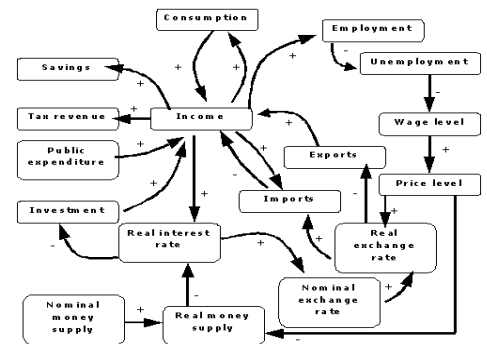 Consumption
Employment
Savings
Unemployment
Tax revenue
Income
Wage level
Public
expenditure
Exports
Price level
Investment
Imports
Real interest
rate
Real
exchange
rate
Nominal
exchange
rate
Nominal
money
supply
Real money
supply
+
+
+
-
+
+
-
+
+
+
-
+
+
+
-
+
-
+
-
+
+
-
+
-